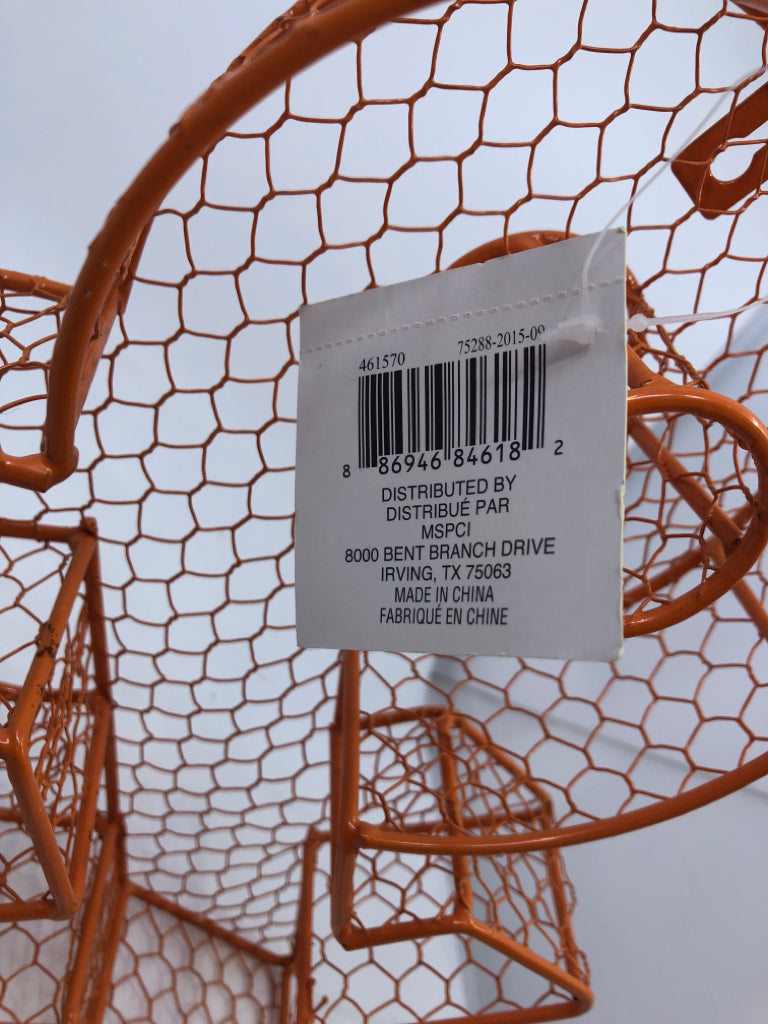 461570 75288-2015-09
8 86946 84618 2
DISTRIBUTED BY
DISTRIBUÉ PAR
MSPCI
8000 BENT BRANCH DRIVE
IRVING, TX 75063
MADE IN CHINA
FABRIQUÉ EN CHINE